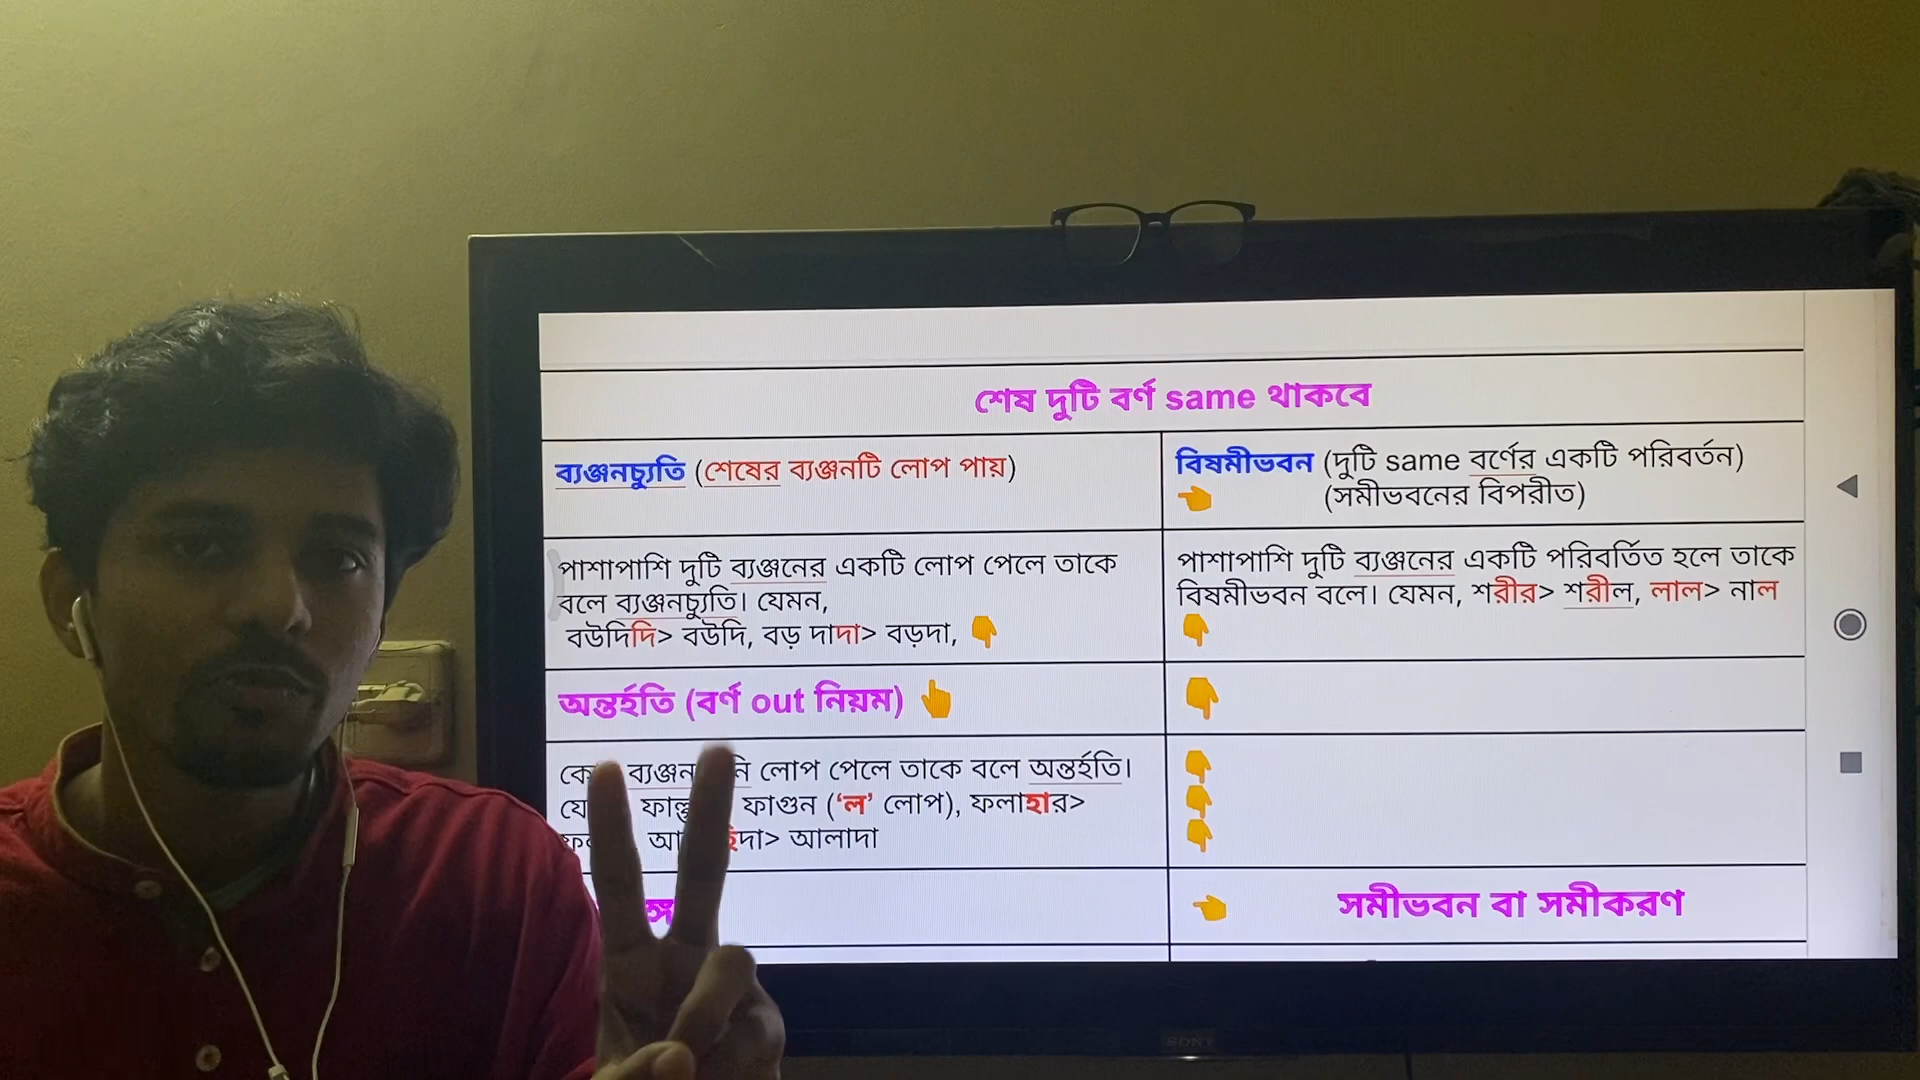 শেষ দুটি বর্ণ same থাকবে
ব্যঞ্জনচ্যুতি (শেষের ব্যঞ্জনটি লোপ পায়)
বিষমীভবন (দুটি same বর্ণের একটি পরিবর্তন)
(সমীভবনের বিপরীত)
পাশাপাশি দুটি ব্যঞ্জনের একটি লোপ পেলে তাকে
বলে ব্যঞ্জনচ্যুতি। যেমন,
বউদিদি> বউদি, বড় দাদা> বড়দা,
পাশাপাশি দুটি ব্যঞ্জনের একটি পরিবর্তিত হলে তাকে
বিষমীভবন বলে। যেমন, শরীর> শরীল, লাল> নাল
অন্তর্হতি (বর্ণ out নিয়ম)
লোপ পেলে তাকে বলে অন্তর্হতি।
ফাগুন (‘ল’ লোপ), ফলাহার>
আলাদা
সমীভবন বা সমীকরণ
SONY